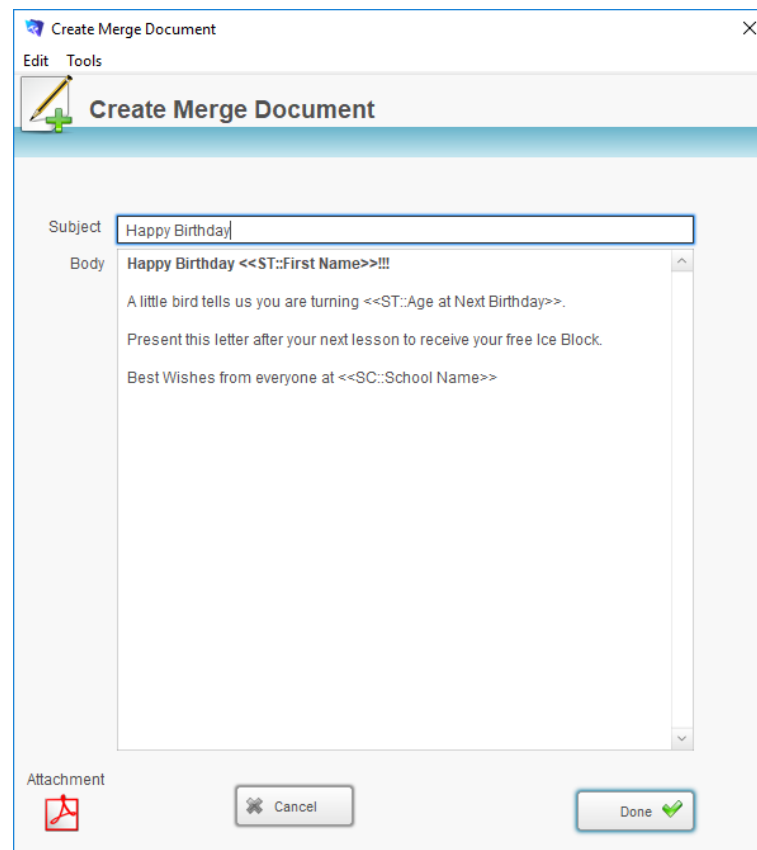 Create Merge Document
Edit Tools
Create Merge Document
Subject Happy Birthday
Body Happy Birthday <<ST::First Name>>!!!
A little bird tells us you are turning <<ST::Age at Next Birthday>>.
Present this letter after your next lesson to receive your free Ice Block.
Best Wishes from everyone at <<SC::School Name>>
Attachment
Cancel
Done